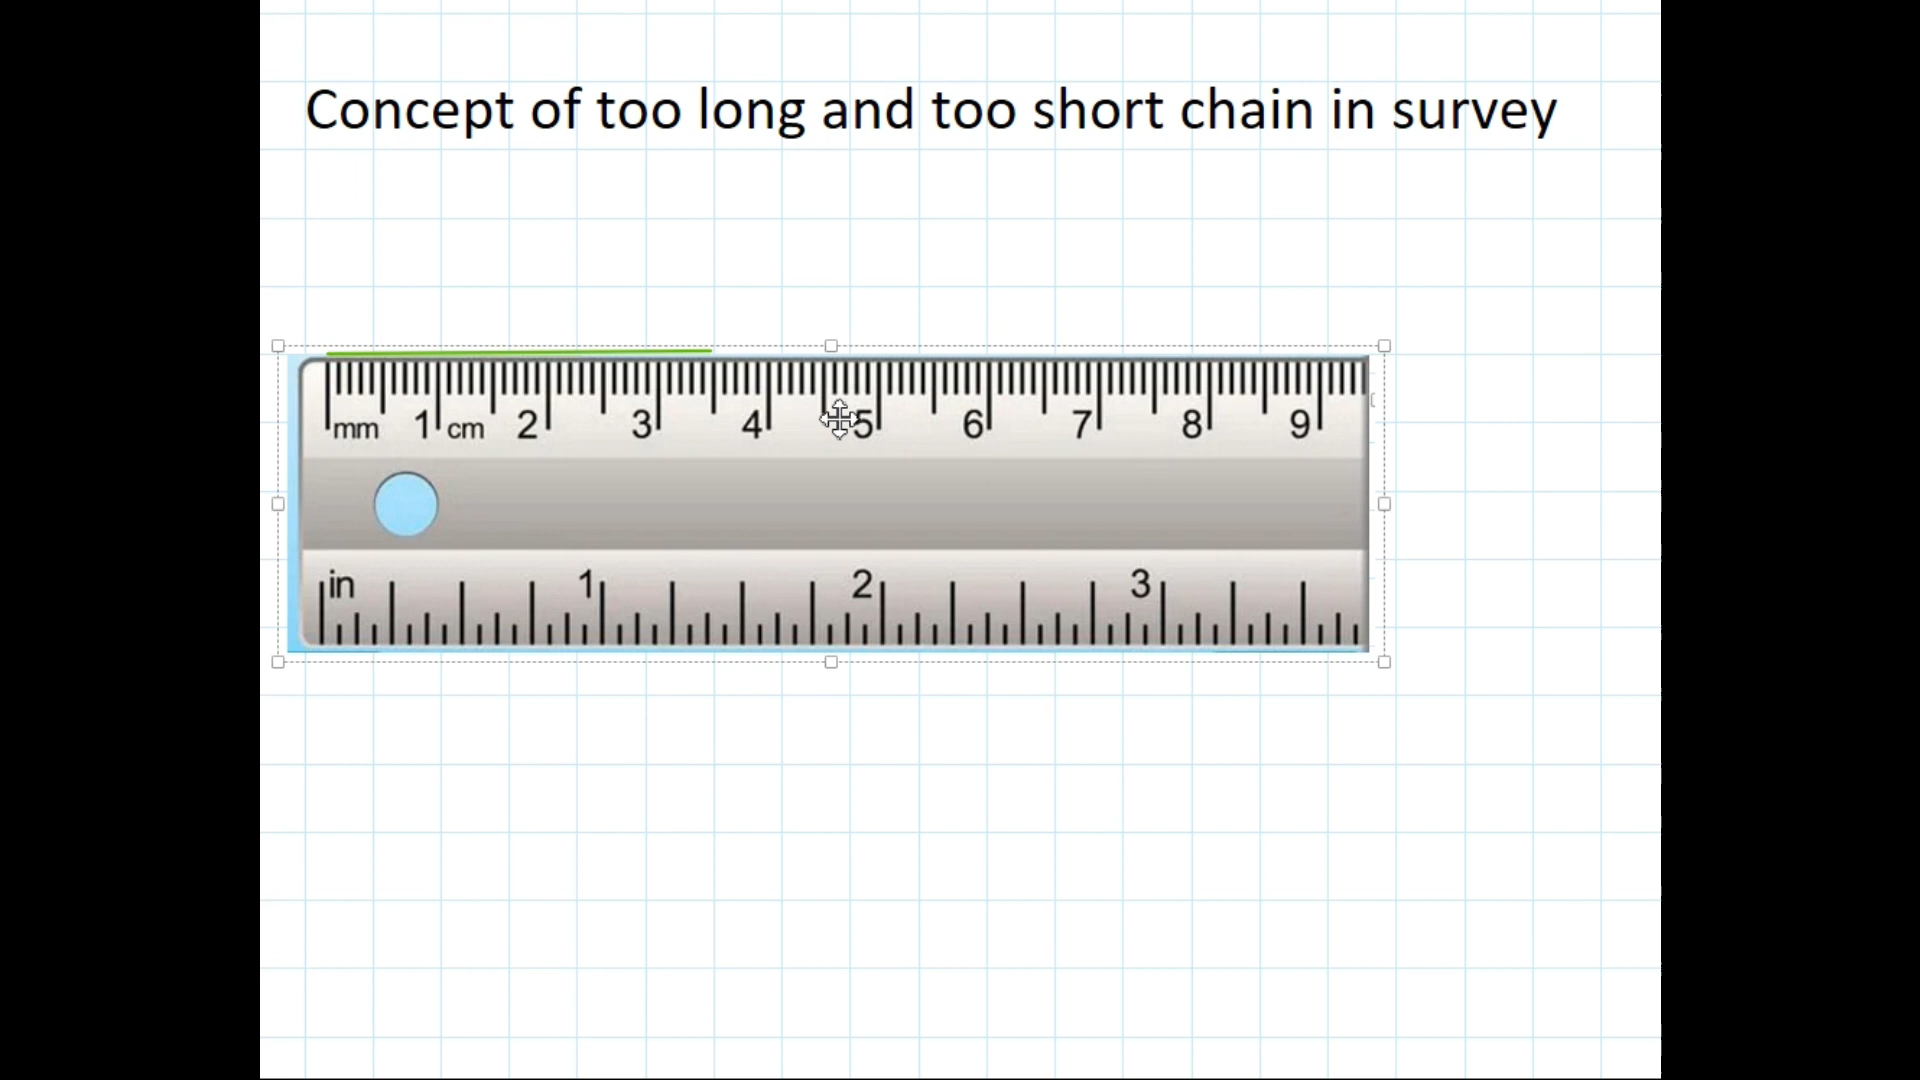 Concept of too long and too short chain in survey
mm 1 cm 2 3 4 5 6 7 8 9
in 1 2 3